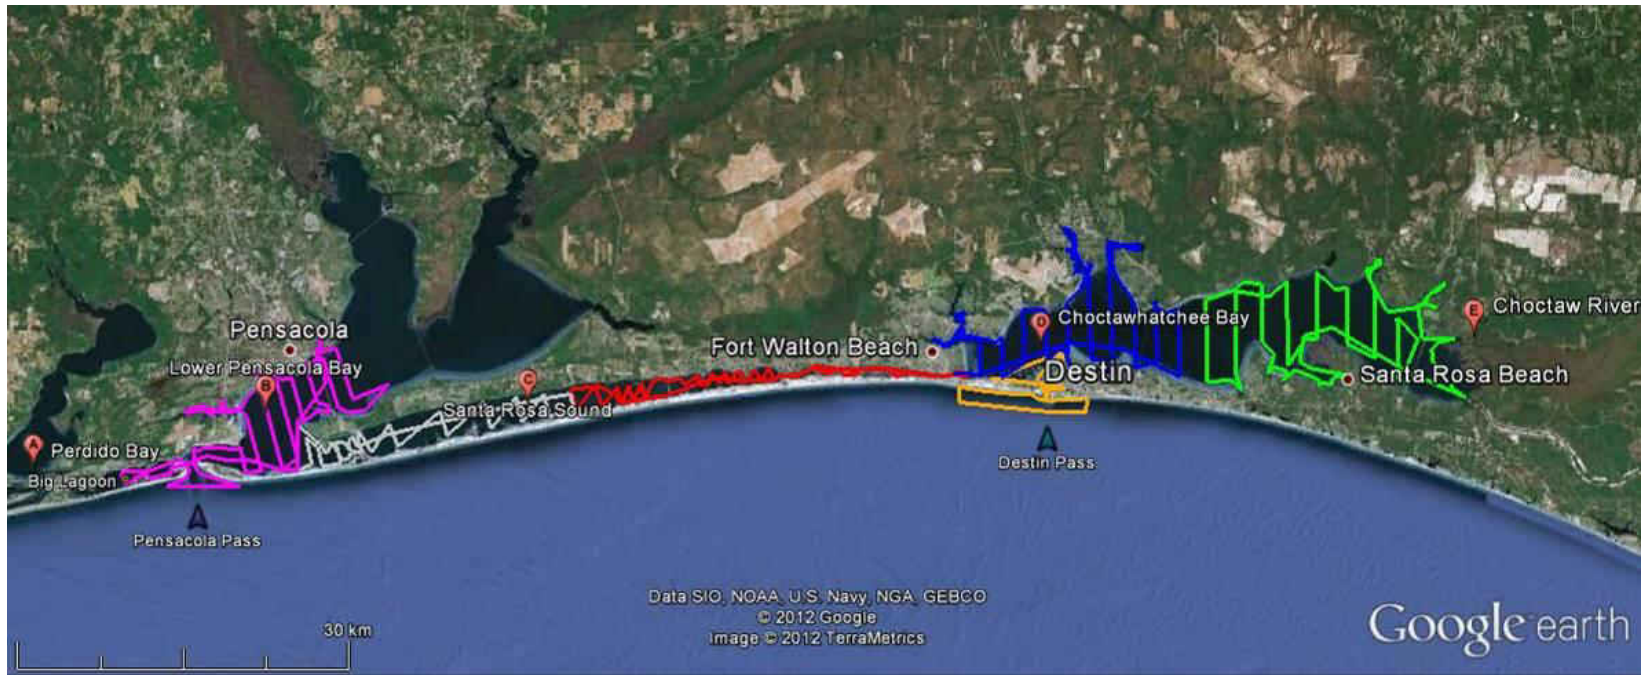 Pensacola
Lower Pensacola Bay
B
A
Perdido Bay
Big Lagoon
Pensacola Pass
C
Santa Rosa Sound
Fort Walton Beach
D
Choctawhatchee Bay
Destin
Destin Pass
E
Choctaw River
Santa Rosa Beach
Data SIO, NOAA, U.S. Navy, NGA, GEBCO
© 2012 Google
Image © 2012 TerraMetrics
30 km
Google earth